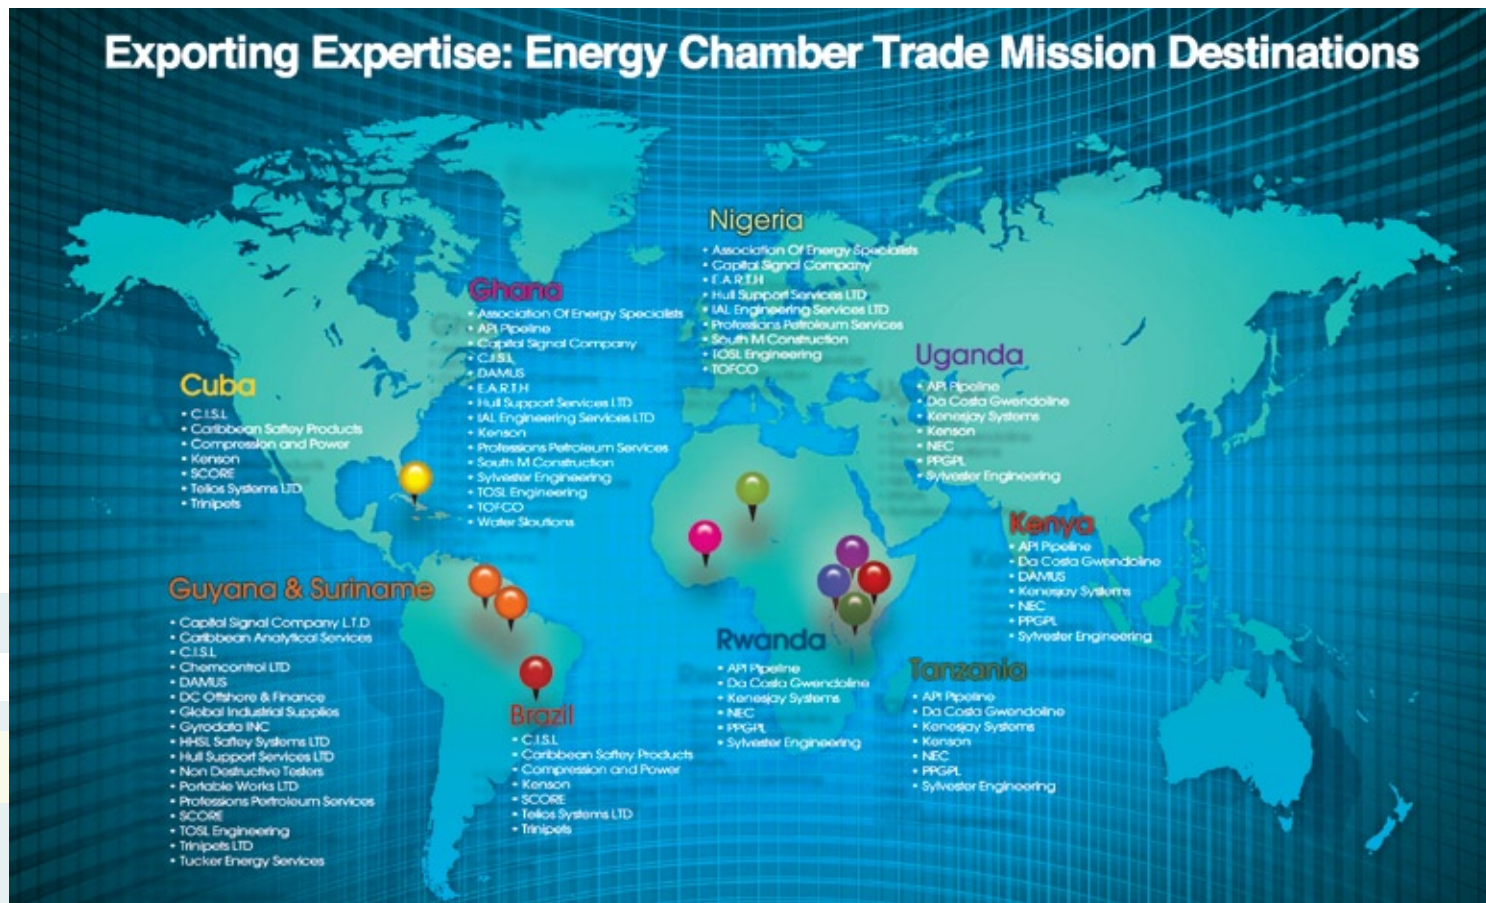 Exporting Expertise: Energy Chamber Trade Mission Destinations
Nigeria
• Association Of Energy Specialists
• Capital Signal Company
• E.A.R.T.H
• Hull Support Services LTD
• IAL Engineering Services LTD
• Professions Petroleum Services
• South M Construction
• TOSL Engineering
• TOFCO
Ghana
• Association Of Energy Specialists
• API Pipeline
• Capital Signal Company
• C.I.S.L
• DAMUS
• E.A.R.T.H
• Hull Support Services LTD
• IAL Engineering Services LTD
• Kenson
• Professions Petroleum Services
• South M Construction
• Sylvester Engineering
• TOSL Engineering
• TOFCO
• Water Sloutions
Uganda
• API Pipeline
• Da Costa Gwendoline
• Kenesjay Systems
• Kenson
• NEC
• PPGPL
• Sylvester Engineering
Cuba
• C.I.S.L
• Caribbean Saftey Products
• Compression and Power
• Kenson
• SCORE
• Telios Systems LTD
• Trinipets
Kenya
• API Pipeline
• Da Costa Gwendoline
• DAMUS
• Kenesjay Systems
• NEC
• PPGPL
• Sylvester Engineering
Guyana & Suriname
• Capital Signal Company L.T.D
• Caribbean Analytical Services
• C.I.S.L
• Chemcontrol LTD
• DAMUS
• DC Offshore & Finance
• Global Industrial Supplies
• Gyrodata INC
• HHSL Saftey Systems LTD
• Hull Support Services LTD
• Non Destructive Testers
• Portable Works LTD
• Professions Pertroleum Services
• SCORE
• TOSL Engineering
• Trinipets LTD
• Tucker Energy Services
Rwanda
• API Pipeline
• Da Costa Gwendoline
• Kenesjay Systems
• NEC
• PPGPL
• Sylvester Engineering
Tanzania
• API Pipeline
• Da Costa Gwendoline
• Kenesjay Systems
• Kenson
• NEC
• PPGPL
• Sylvester Engineering
Brazil
• C.I.S.L
• Caribbean Saftey Products
• Compression and Power
• Kenson
• SCORE
• Telios Systems LTD
• Trinipets